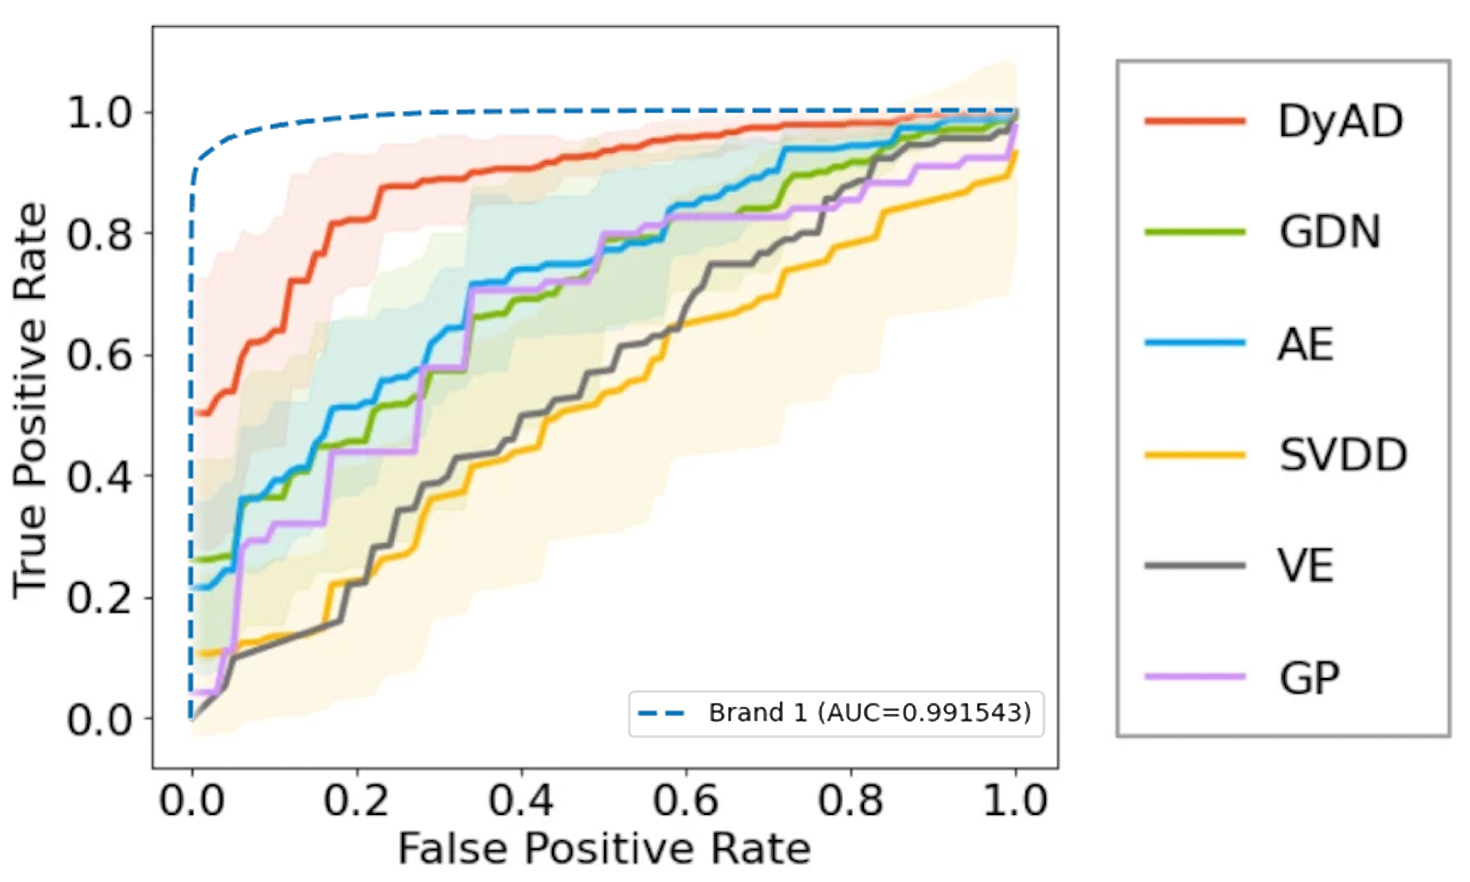 True Positive Rate
1.0
0.8
0.6
0.4
0.2
0.0
Brand 1 (AUC=0.991543)
0.0 0.2 0.4 0.6 0.8 1.0
False Positive Rate
DyAD
GDN
AE
SVDD
VE
GP